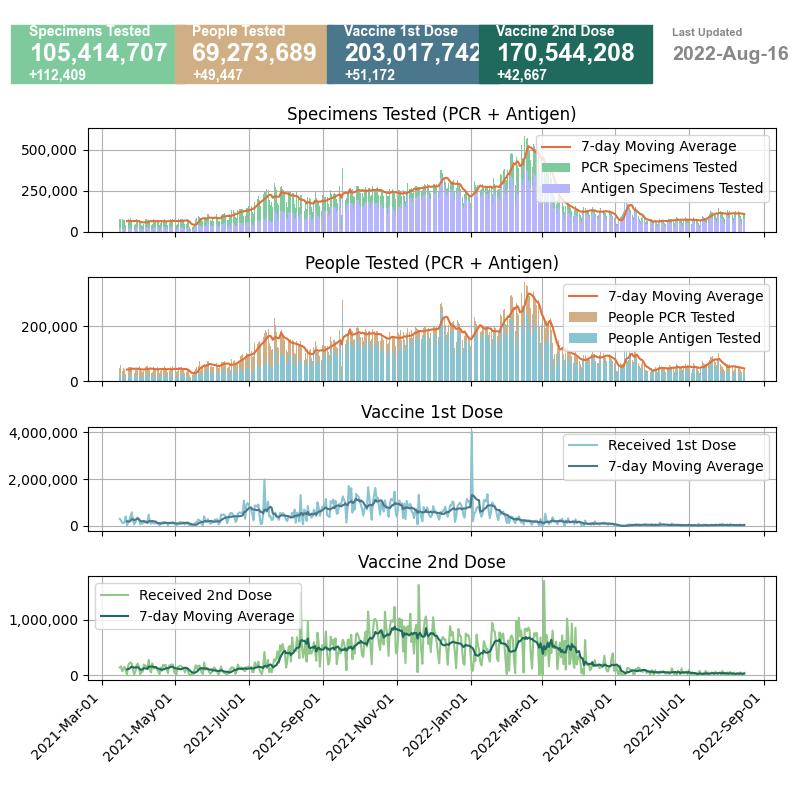 Specimens Tested
105,414,707
+112,409
People Tested
69,273,689
+49,447
Vaccine 1st Dose
203,017,742
+51,172
Vaccine 2nd Dose
170,544,208
+42,667
Last Updated
2022-Aug-16
Specimens Tested (PCR + Antigen)
500,000
250,000
0
7-day Moving Average
PCR Specimens Tested
Antigen Specimens Tested
People Tested (PCR + Antigen)
200,000
0
7-day Moving Average
People PCR Tested
People Antigen Tested
Vaccine 1st Dose
4,000,000
2,000,000
0
Received 1st Dose
7-day Moving Average
Vaccine 2nd Dose
1,000,000
0
Received 2nd Dose
7-day Moving Average
2021-Mar-01
2021-May-01
2021-Jul-01
2021-Sep-01
2021-Nov-01
2022-Jan-01
2022-Mar-01
2022-May-01
2022-Jul-01
2022-Sep-01